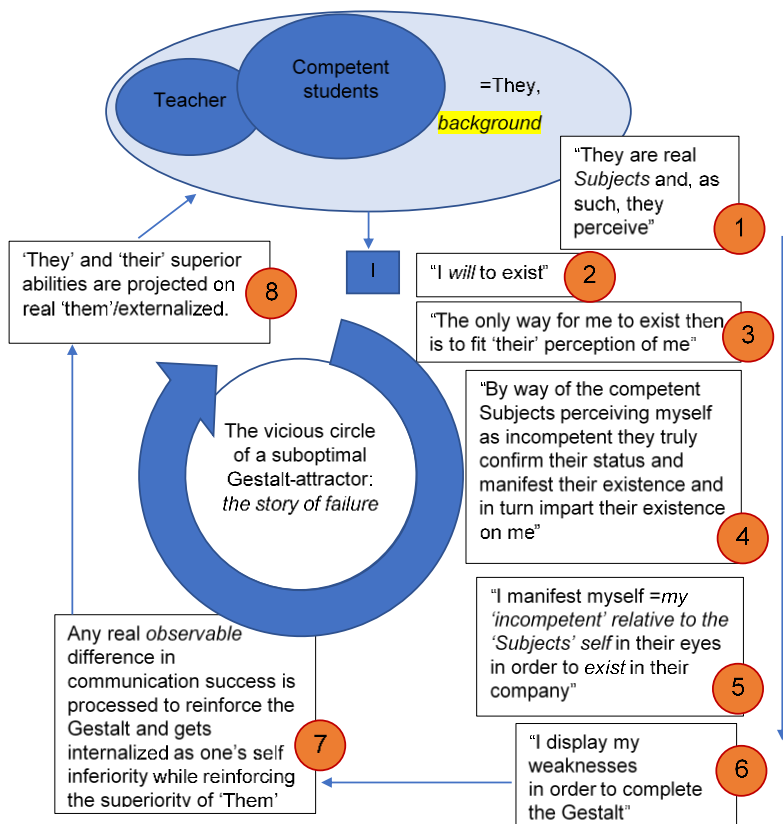 Teacher
Competent
students
=They,
background
“They are real
Subjects and, as
such, they
perceive”
1
I
“I will to exist”
2
“The only way for me to exist then
is to fit ‘their’ perception of me”
3
“By way of the competent
Subjects perceiving myself
as incompetent they truly
confirm their status and
manifest their existence and
in turn impart their existence
on me”
4
“I manifest myself =my
‘incompetent’ relative to the
‘Subjects’ self in their eyes
in order to exist in their
company”
5
“I display my
weaknesses
in order to complete
the Gestalt”
6
Any real observable
difference in
communication success is
processed to reinforce the
Gestalt and gets
internalized as one’s self
inferiority while reinforcing
the superiority of ‘Them’
7
‘They’ and ‘their’ superior
abilities are projected on
real ‘them’/externalized.
8
The vicious circle
of a suboptimal
Gestalt-attractor:
the story of failure